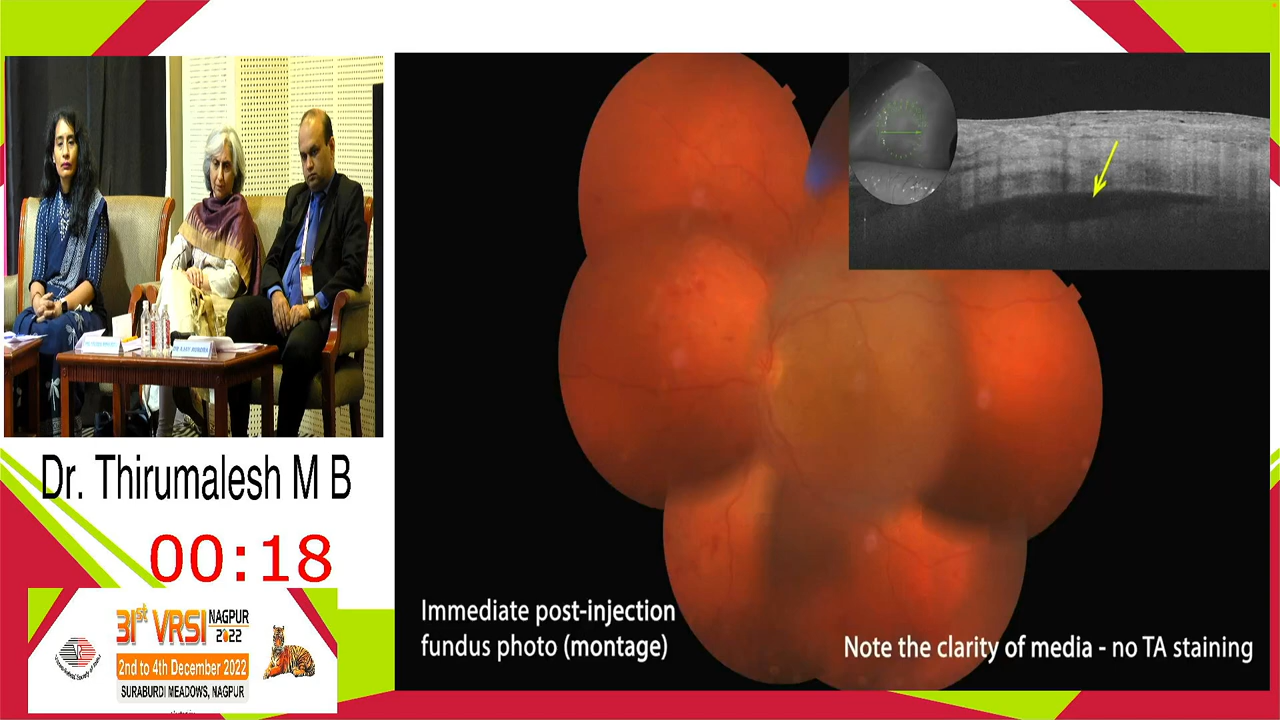 Dr. Thirumalesh M B
00:18
31st VRSI NAGPUR 2022
2nd to 4th December 2022
SURABURDI MEADOWS, NAGPUR
Immediate post-injection
fundus photo (montage)
Note the clarity of media - no TA staining